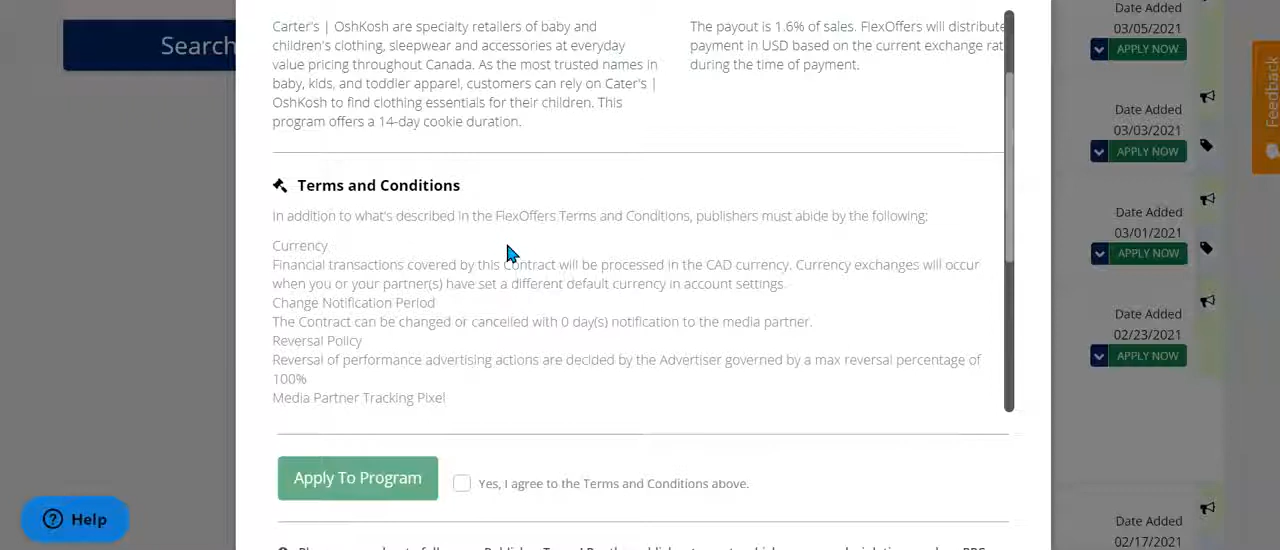 Search
Carter's | OshKosh are specialty retailers of baby and
children's clothing, sleepwear and accessories at everyday
value pricing throughout Canada. As the most trusted names in
baby, kids, and toddler apparel, customers can rely on Cater's |
OshKosh to find clothing essentials for their children. This
program offers a 14-day cookie duration.
The payout is 1.6% of sales. FlexOffers will distribute
payment in USD based on the current exchange rat
during the time of payment.
Terms and Conditions
In addition to what's described in the FlexOffers Terms and Conditions, publishers must abide by the following:
Currency
Financial transactions covered by this Contract will be processed in the CAD currency. Currency exchanges will occur
when you or your partner(s) have set a different default currency in account settings.
Change Notification Period
The Contract can be changed or cancelled with 0 day(s) notification to the media partner.
Reversal Policy
Reversal of performance advertising actions are decided by the Advertiser governed by a max reversal percentage of
100%
Media Partner Tracking Pixel
Apply To Program
Yes, I agree to the Terms and Conditions above.
Help
Date Added
03/05/2021
APPLY NOW
Date Added
03/03/2021
APPLY NOW
Date Added
03/01/2021
APPLY NOW
Date Added
02/23/2021
APPLY NOW
Date Added
02/17/2021
Feedback